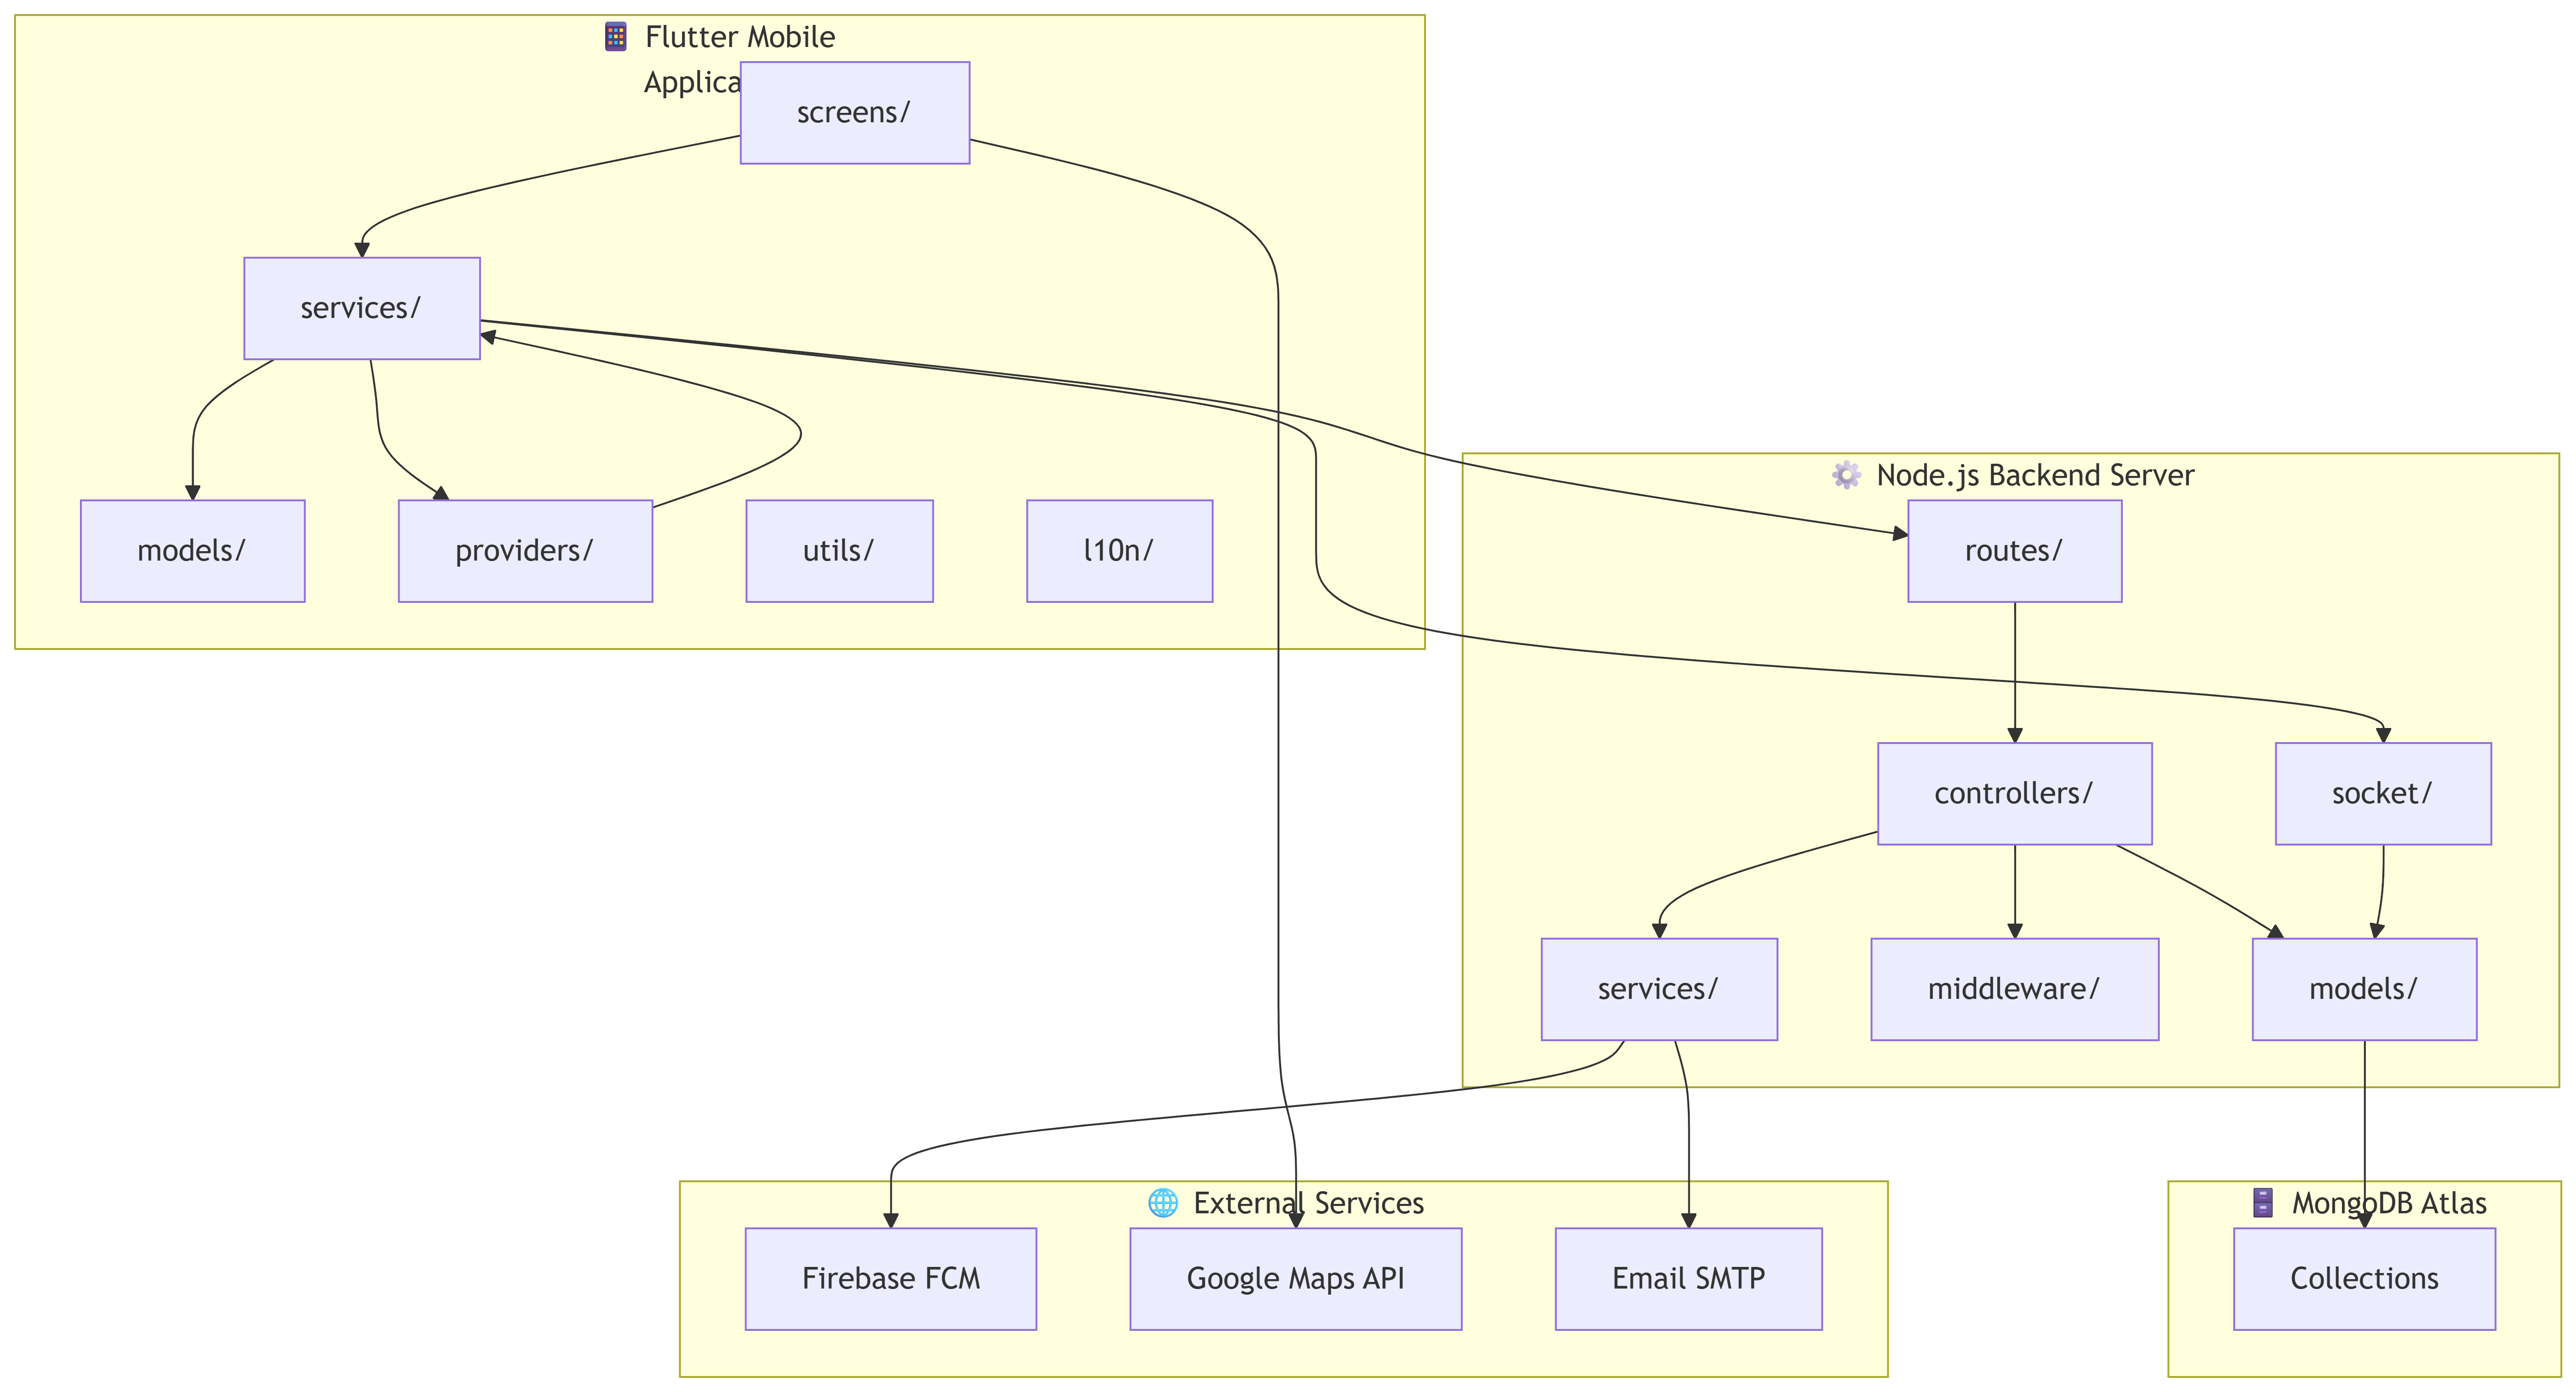 Flutter Mobile
Applica
screens/
services/
models/
providers/
utils/
l10n/
Node.js Backend Server
routes/
controllers/
socket/
services/
middleware/
models/
External Services
Firebase FCM
Google Maps API
Email SMTP
MongoDB Atlas
Collections